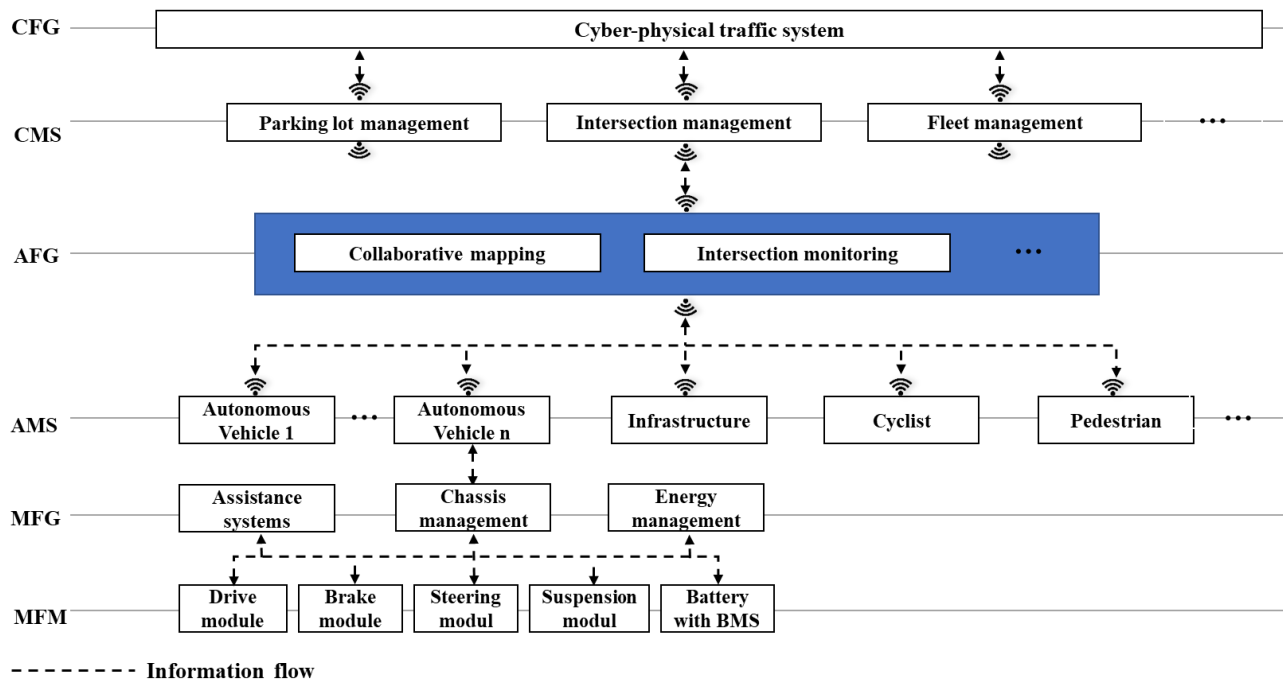 CFG
Cyber-physical traffic system
CMS
Parking lot management
Intersection management
Fleet management
...
AFG
Collaborative mapping
Intersection monitoring
...
AMS
Autonomous
Vehicle 1
...
Autonomous
Vehicle n
Infrastructure
Cyclist
Pedestrian
...
MFG
Assistance
systems
Chassis
management
Energy
management
MFM
Drive
module
Brake
module
Steering
modul
Suspension
modul
Battery
with BMS
Information flow